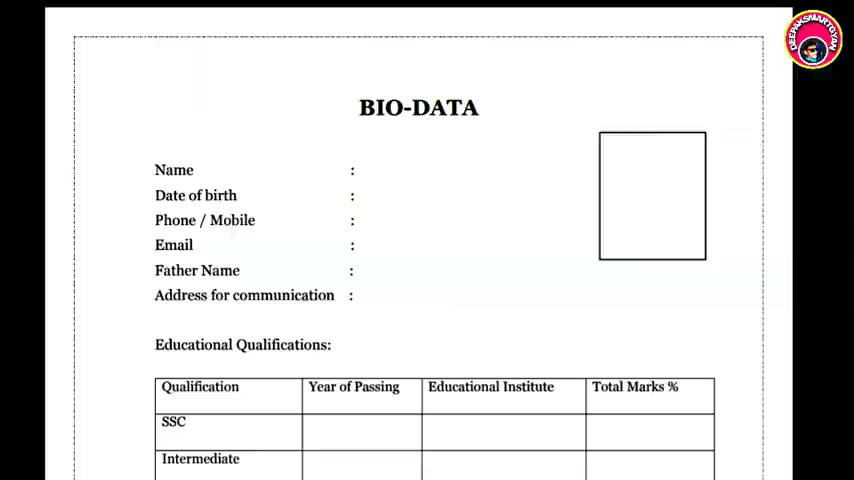 DEEPAKSMARTGYAN
BIO-DATA
Name :
Date of birth :
Phone / Mobile :
Email :
Father Name :
Address for communication :
Educational Qualifications:
Qualification Year of Passing Educational Institute Total Marks %
SSC
Intermediate